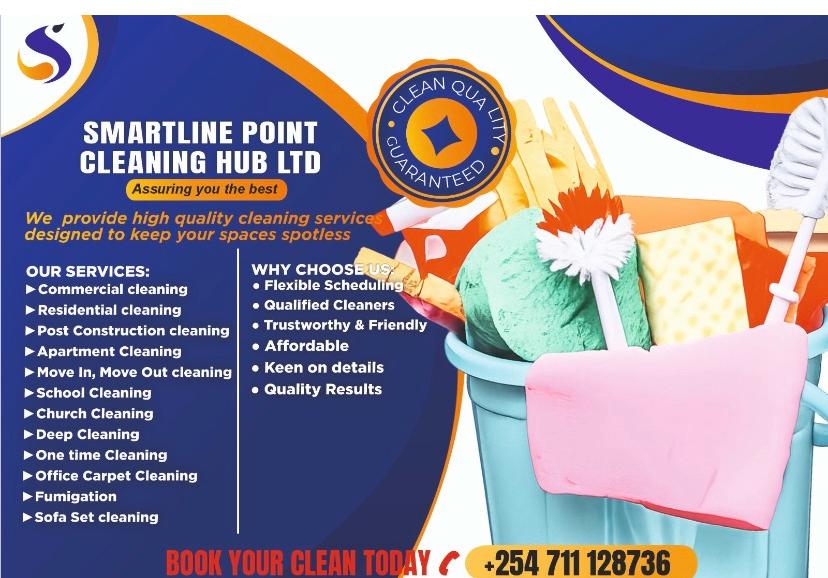 CLEAN QUALITY
GUARANTEED
SMARTLINE POINT
CLEANING HUB LTD
Assuring you the best
We provide high quality cleaning services
designed to keep your spaces spotless
OUR SERVICES:
►Commercial cleaning
►Residential cleaning
►Post Construction cleaning
►Apartment Cleaning
►Move In, Move Out cleaning
►School Cleaning
►Church Cleaning
►Deep Cleaning
►One time Cleaning
►Office Carpet Cleaning
►Fumigation
►Sofa Set cleaning
WHY CHOOSE US:
• Flexible Scheduling
• Qualified Cleaners
• Trustworthy & Friendly
• Affordable
• Keen on details
• Quality Results
BOOK YOUR CLEAN TODAY
+254 711 128736